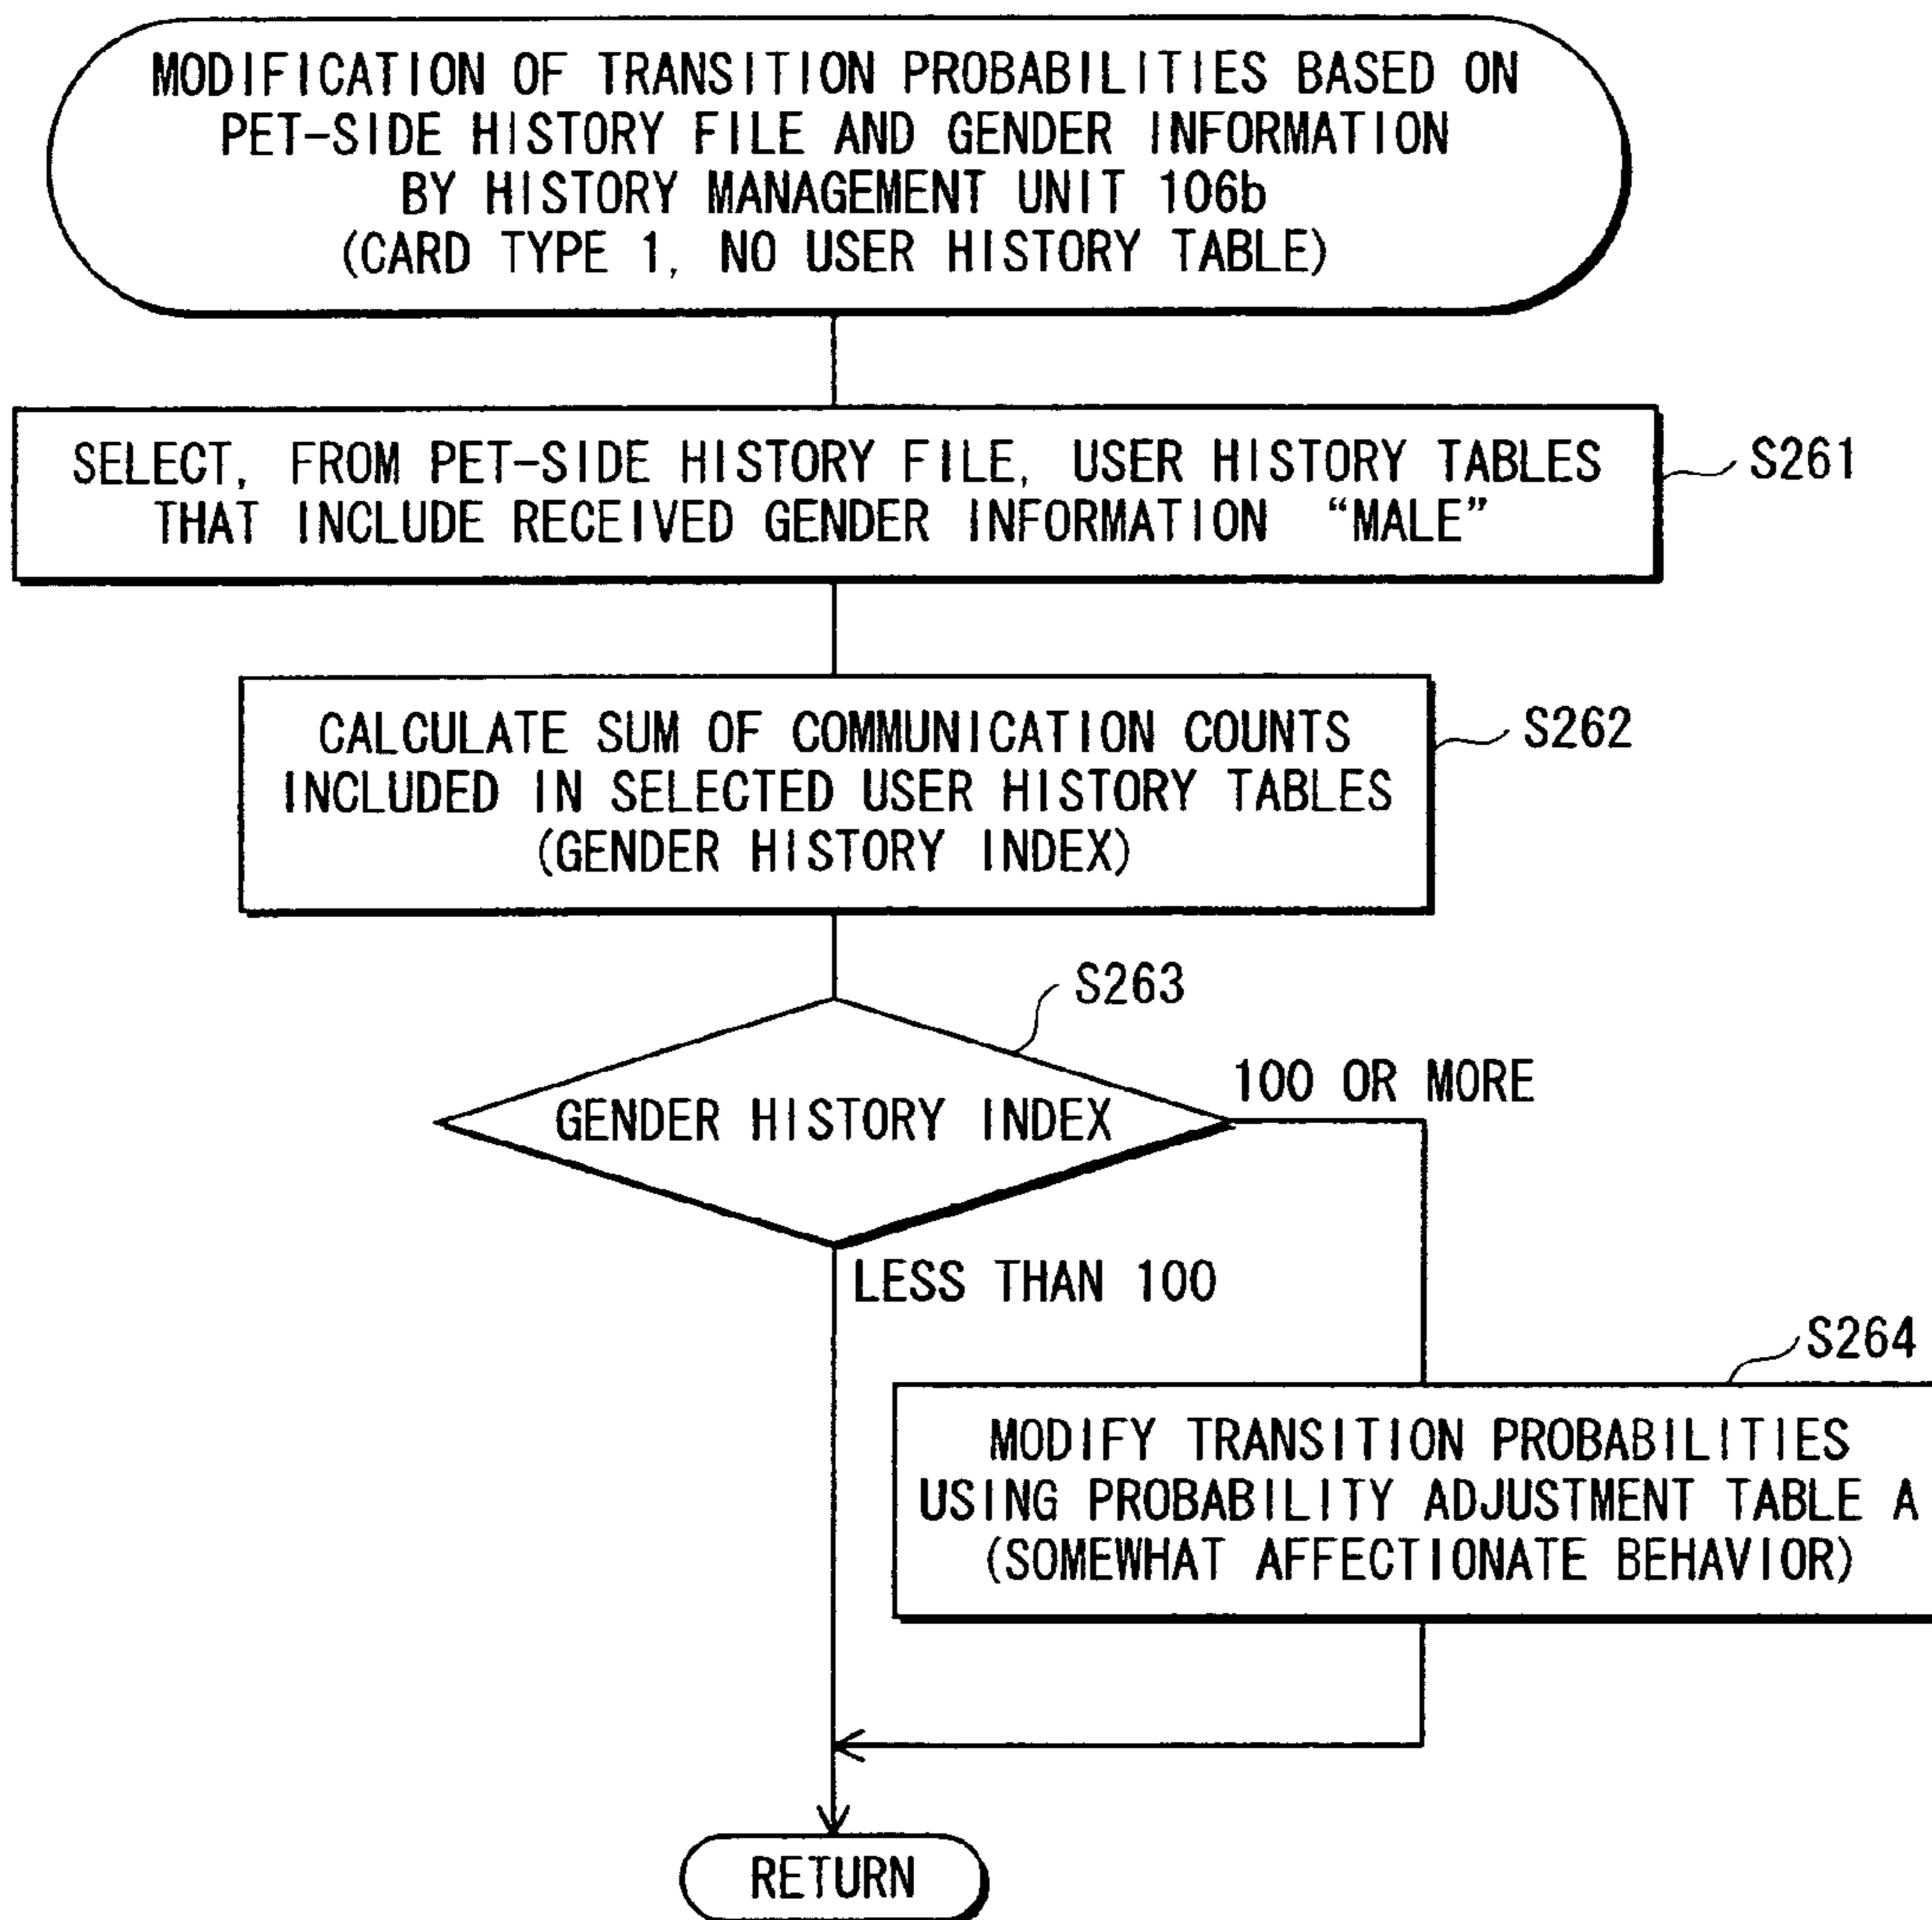 MODIFICATION OF TRANSITION PROBABILITIES BASED ON
PET-SIDE HISTORY FILE AND GENDER INFORMATION
BY HISTORY MANAGEMENT UNIT 106b
(CARD TYPE 1, NO USER HISTORY TABLE)
SELECT, FROM PET-SIDE HISTORY FILE, USER HISTORY TABLES
THAT INCLUDE RECEIVED GENDER INFORMATION “MALE”
S261
CALCULATE SUM OF COMMUNICATION COUNTS
INCLUDED IN SELECTED USER HISTORY TABLES
(GENDER HISTORY INDEX)
S262
S263
GENDER HISTORY INDEX
100 OR MORE
LESS THAN 100
S264
MODIFY TRANSITION PROBABILITIES
USING PROBABILITY ADJUSTMENT TABLE A
(SOMEWHAT AFFECTIONATE BEHAVIOR)
RETURN